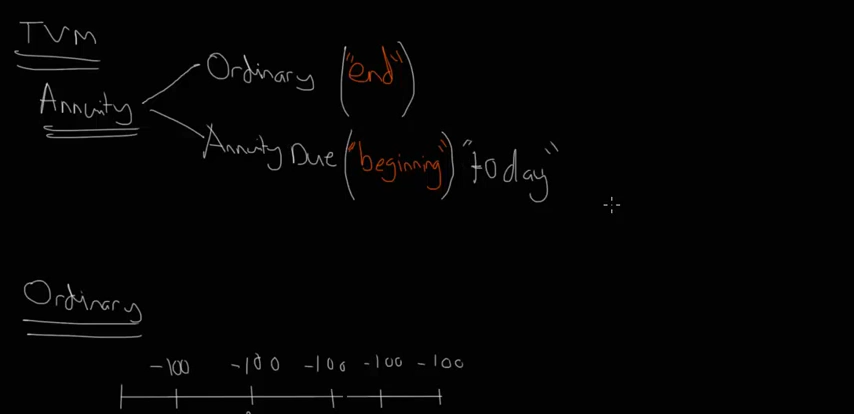 TVM
Annuity
Ordinary ("end")
Annuity Due ("beginning") "today"
Ordinary
-100 -100 -100 -100 -100